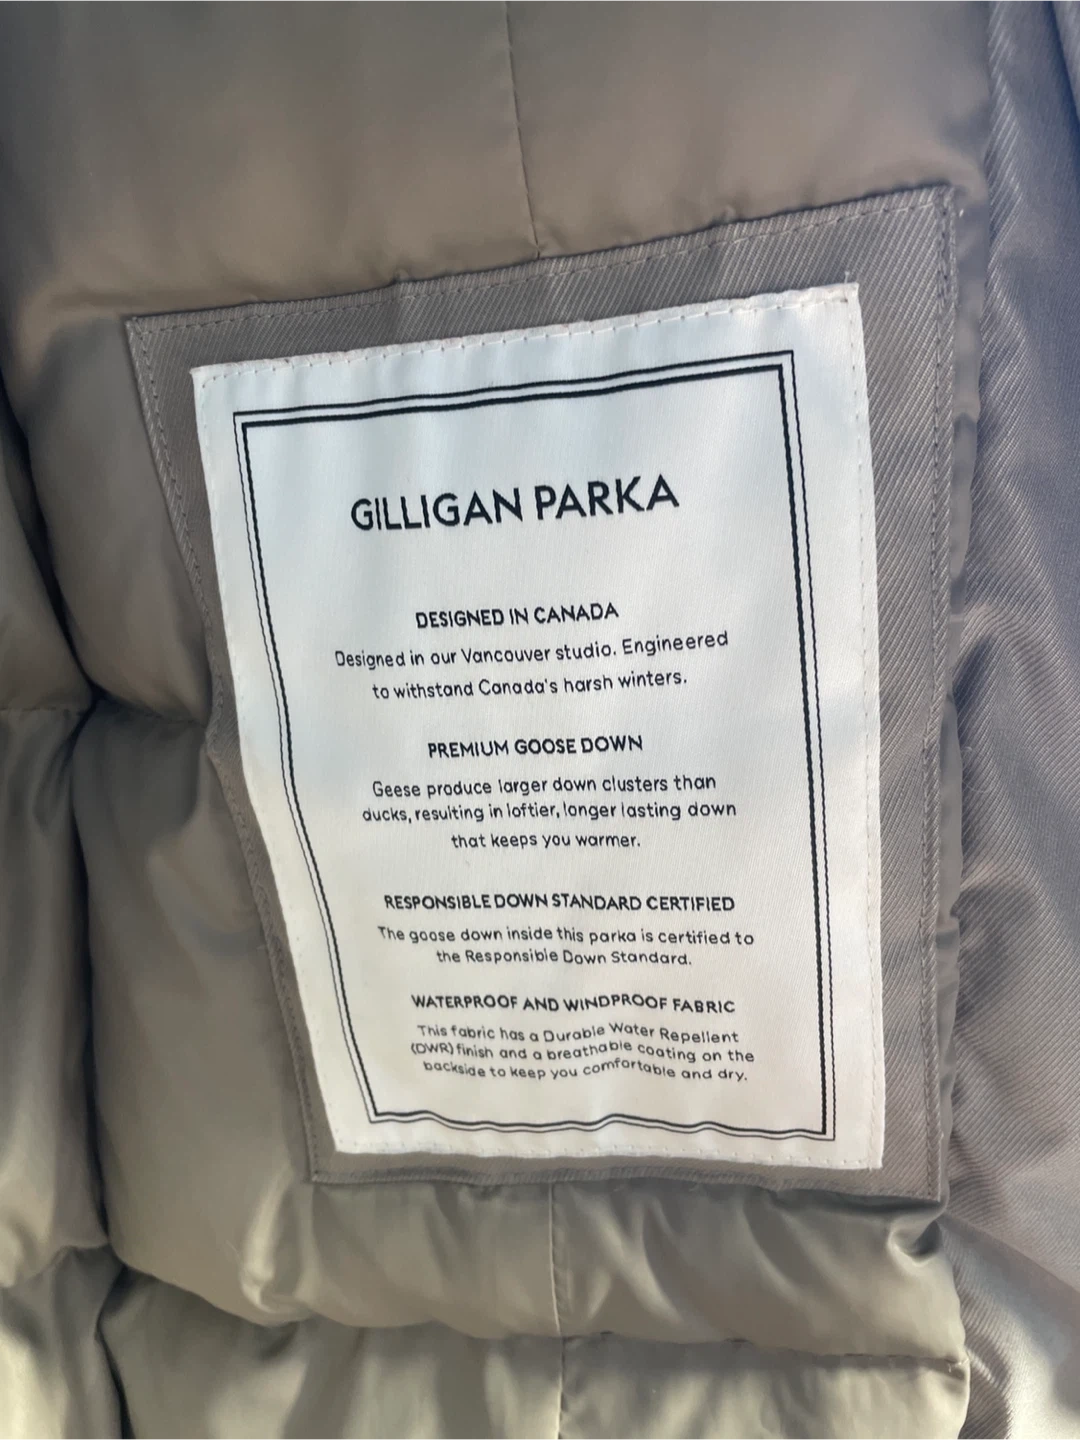 GILLIGAN PARKA
DESIGNED IN CANADA
Designed in our Vancouver studio. Engineered
to withstand Canada's harsh winters.
PREMIUM GOOSE DOWN
Geese produce larger down clusters than
ducks, resulting in loftier, longer lasting down
that keeps you warmer.
RESPONSIBLE DOWN STANDARD CERTIFIED
The goose down inside this parka is certified to
the Responsible Down Standard.
WATERPROOF AND WINDPROOF FABRIC
This fabric has a Durable Water Repellent
(DWR) finish and a breathable coating on the
backside to keep you comfortable and dry.